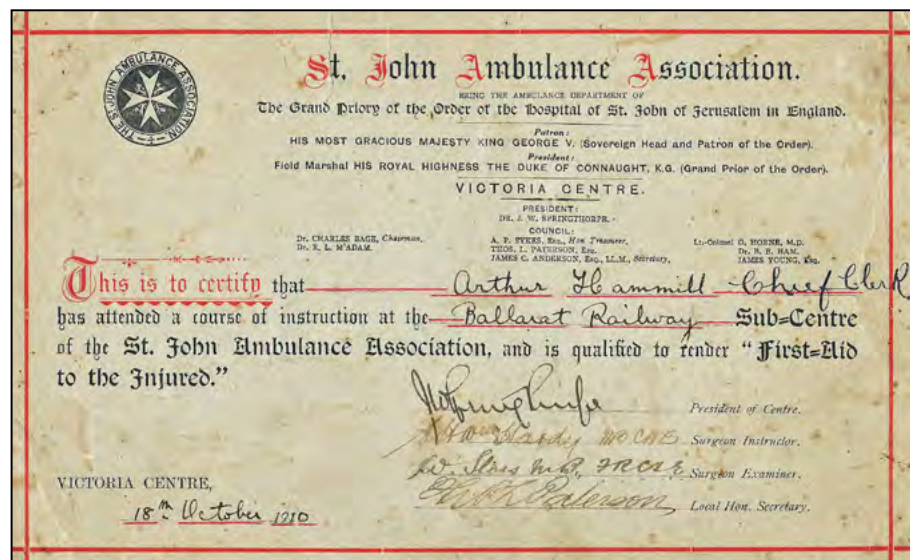 THE ST JOHN AMBULANCE ASSOCIATION.
St. John Ambulance Association.
BEING THE AMBULANCE DEPARTMENT OF
The Grand Priory of the Order of the Hospital of St. John of Jerusalem in England.
Patron:
HIS MOST GRACIOUS MAJESTY KING GEORGE V. (Sovereign Head and Patron of the Order).
President:
Field Marshal HIS ROYAL HIGHNESS THE DUKE OF CONNAUGHT, K.G. (Grand Prior of the Order).
VICTORIA CENTRE.
PRESIDENT:
DR. J. W. SPRINGTHORPE.
COUNCIL:
Dr. CHARLES BAGE, Chairman,
Dr. R. L. M'ADAM.
A. F. SYKES, Esq., Hon Treasurer,
THOS. L. PATERSON, Esq.
JAMES C. ANDERSON, Esq., LL.M., Secretary,
Lt.-Colonel G. HORNE, M.D.
Dr. B. B. HAM.
JAMES YOUNG, Esq.
This is to certify that Arthur Hammill Chief Clerk
has attended a course of instruction at the Ballarat Railway Sub=Centre
of the St. John Ambulance Association, and is qualified to render "First=Aid
to the Injured."
President of Centre.
Hardy Surgeon Instructor.
Surgeon Examiner.
Paterson Local Hon. Secretary.
VICTORIA CENTRE,
18th October 1910